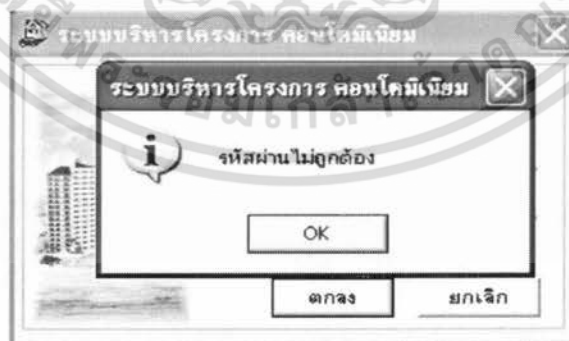 ระบบบริหารโครงการ คอนโดมิเนียม
ระบบบริหารโครงการ คอนโดมิเนียม
รหัสผ่านไม่ถูกต้อง
OK
ตกลง
ยกเลิก